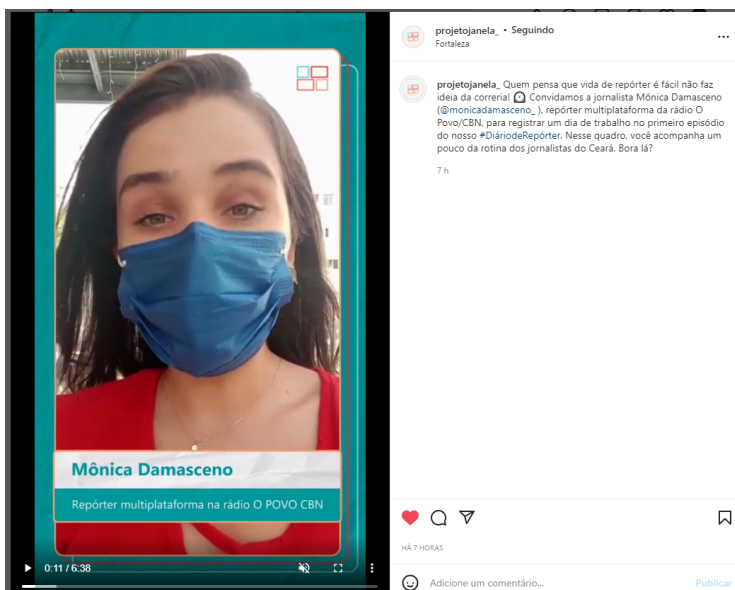 Mônica Damasceno
Repórter multiplataforma na rádio O POVO CBN
0:11 / 6:38
projetojanela_ • Seguindo
Fortaleza
projetojanela_ Quem pensa que vida de repórter é fácil não faz
ideia da correria! Convidamos a jornalista Mônica Damasceno
(@monicadamasceno_ ), repórter multiplataforma da rádio O
Povo/CBN, para registrar um dia de trabalho no primeiro episódio
do nosso #DiáriodeRepórter. Nesse quadro, você acompanha um
pouco da rotina dos jornalistas do Ceará. Bora lá?
7 h
HÁ 7 HORAS
Adicione um comentário...
Publicar